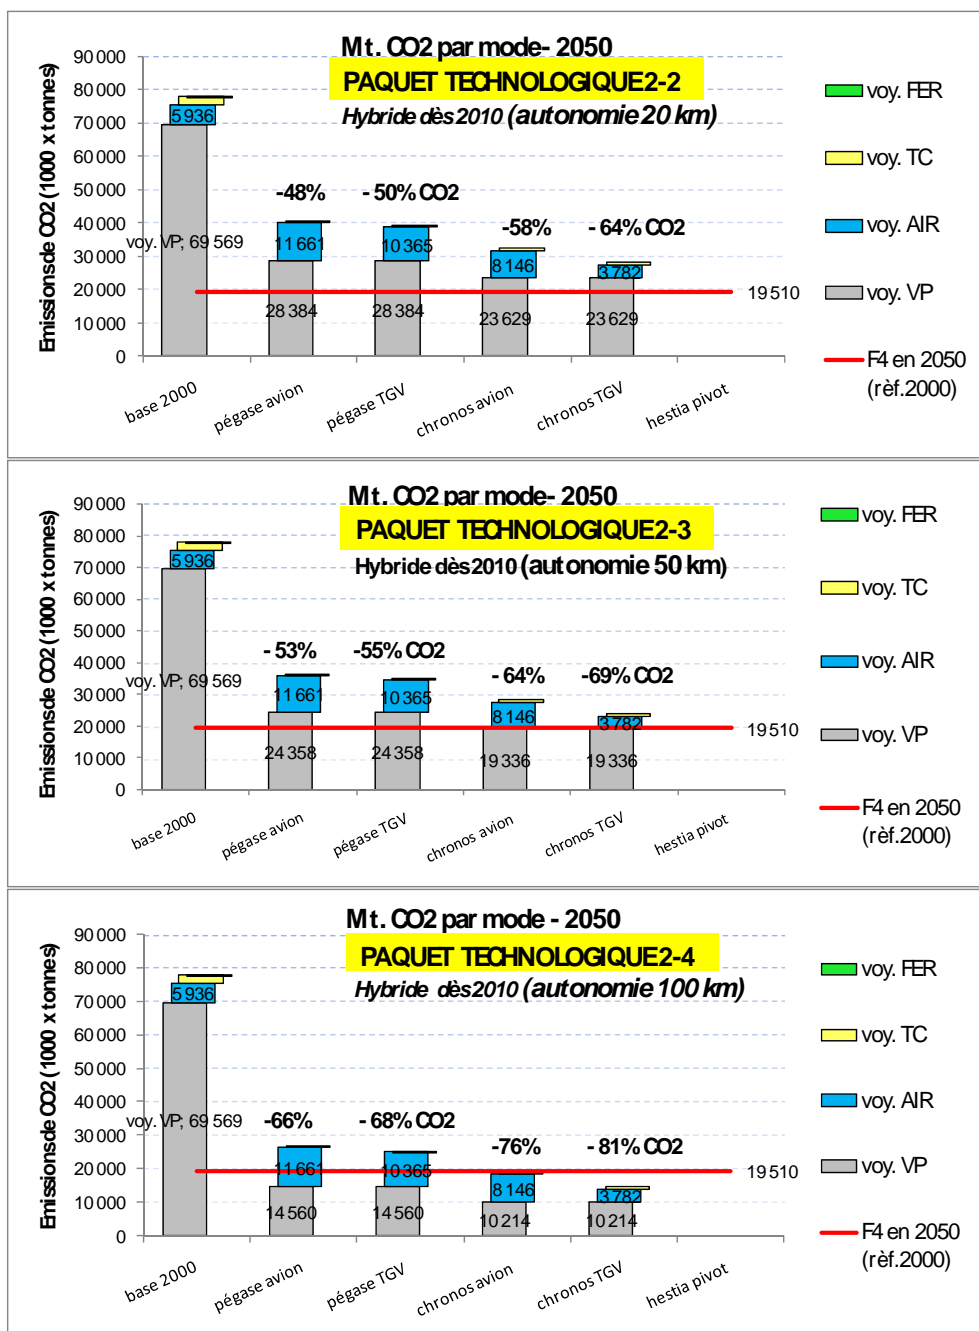 Mt. CO2 par mode- 2050
PAQUET TECHNOLOGIQUE2-2
Hybride dès2010 (autonomie 20 km)
Emissionsde CO2 (1000 x tonnes)
90 000
80 000
70 000
60 000
50 000
40 000
30 000
20 000
10 000
0
5 936
voy. VP; 69 569
-48%
- 50% CO2
-58%
- 64% CO2
11 661
10 365
8 146
3 782
28 384
28 384
23 629
23 629
19 510
base 2000
pégase avion
pégase TGV
chronos avion
chronos TGV
hestia pivot
voy. FER
voy. TC
voy. AIR
voy. VP
F4 en 2050
(rèf.2000)
Mt. CO2 par mode- 2050
PAQUET TECHNOLOGIQUE2-3
Hybride dès2010 (autonomie 50 km)
Emissionsde CO2 (1000 x tonnes)
90 000
80 000
70 000
60 000
50 000
40 000
30 000
20 000
10 000
0
5 936
voy. VP; 69 569
- 53%
-55% CO2
- 64%
-69% CO2
11 661
10 365
8 146
3 782
24 358
24 358
19 336
19 336
19 510
base 2000
pégase avion
pégase TGV
chronos avion
chronos TGV
hestia pivot
voy. FER
voy. TC
voy. AIR
voy. VP
F4 en 2050
(rèf.2000)
Mt. CO2 par mode - 2050
PAQUET TECHNOLOGIQUE2-4
Hybride dès2010 (autonomie 100 km)
Emissionsde CO2 (1000 x tonnes)
90 000
80 000
70 000
60 000
50 000
40 000
30 000
20 000
10 000
0
5 936
voy. VP; 69 569
-66%
- 68% CO2
-76%
- 81% CO2
11 661
10 365
8 146
3 782
14 560
14 560
10 214
10 214
19 510
base 2000
pégase avion
pégase TGV
chronos avion
chronos TGV
hestia pivot
voy. FER
voy. TC
voy. AIR
voy. VP
F4 en 2050
(rèf.2000)